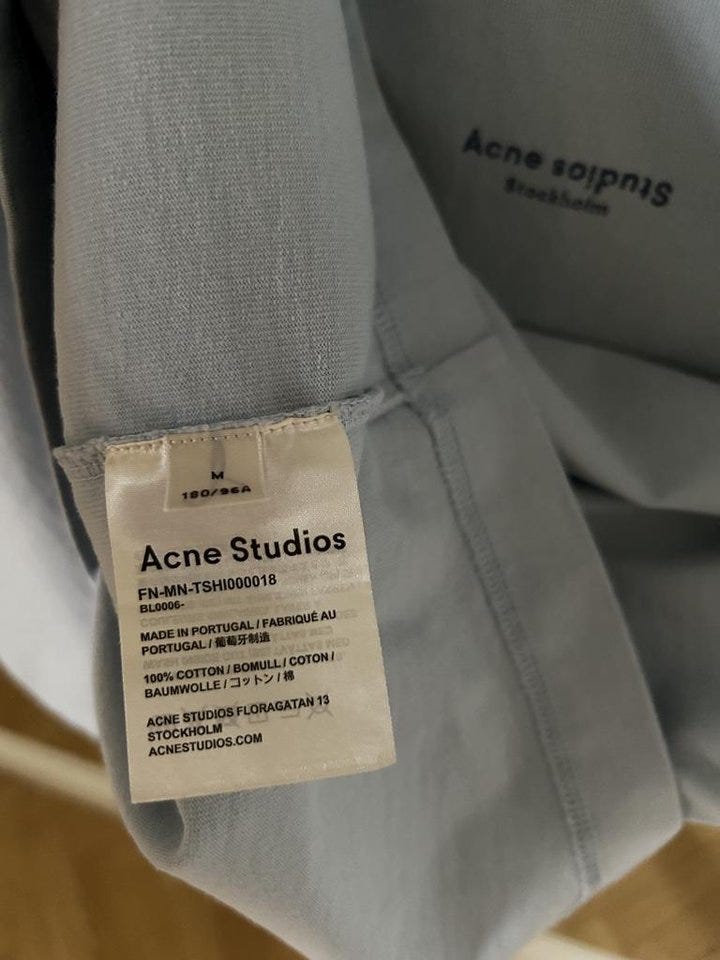 Acne Studios
Stockholm
M
180/96A
Acne Studios
FN-MN-TSHI000018
BL0006-
MADE IN PORTUGAL / FABRIQUÉ AU
PORTUGAL / 葡萄牙制造
100% COTTON / BOMULL / COTON /
BAUMWOLLE / コットン / 棉
ACNE STUDIOS FLORAGATAN 13
STOCKHOLM
ACNESTUDIOS.COM